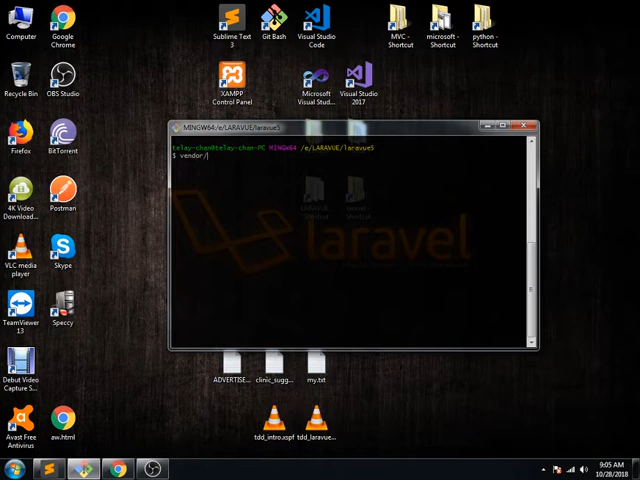 Computer
Google
Chrome
Sublime Text
3
Git Bash
Visual Studio
Code
MVC -
Shortcut
microsoft -
Shortcut
python -
Shortcut
Recycle Bin
OBS Studio
XAMPP
Control Panel
Microsoft
Visual Stud...
Visual Studio
2017
MINGW64:/e/LARAVUE/laravue5
telay-chan@telay-chan-PC MINGW64 /e/LARAVUE/laravue5
$ vendor/
Firefox
BitTorrent
4K Video
Download...
Postman
laravel
VLC media
player
Skype
TeamViewer
13
Speccy
Debut Video
Capture S...
ADVERTISE...
clinic_sugg...
my.txt
Avast Free
Antivirus
aw.html
tdd_intro.xspf
tdd_laravue...
9:05 AM
10/28/2018